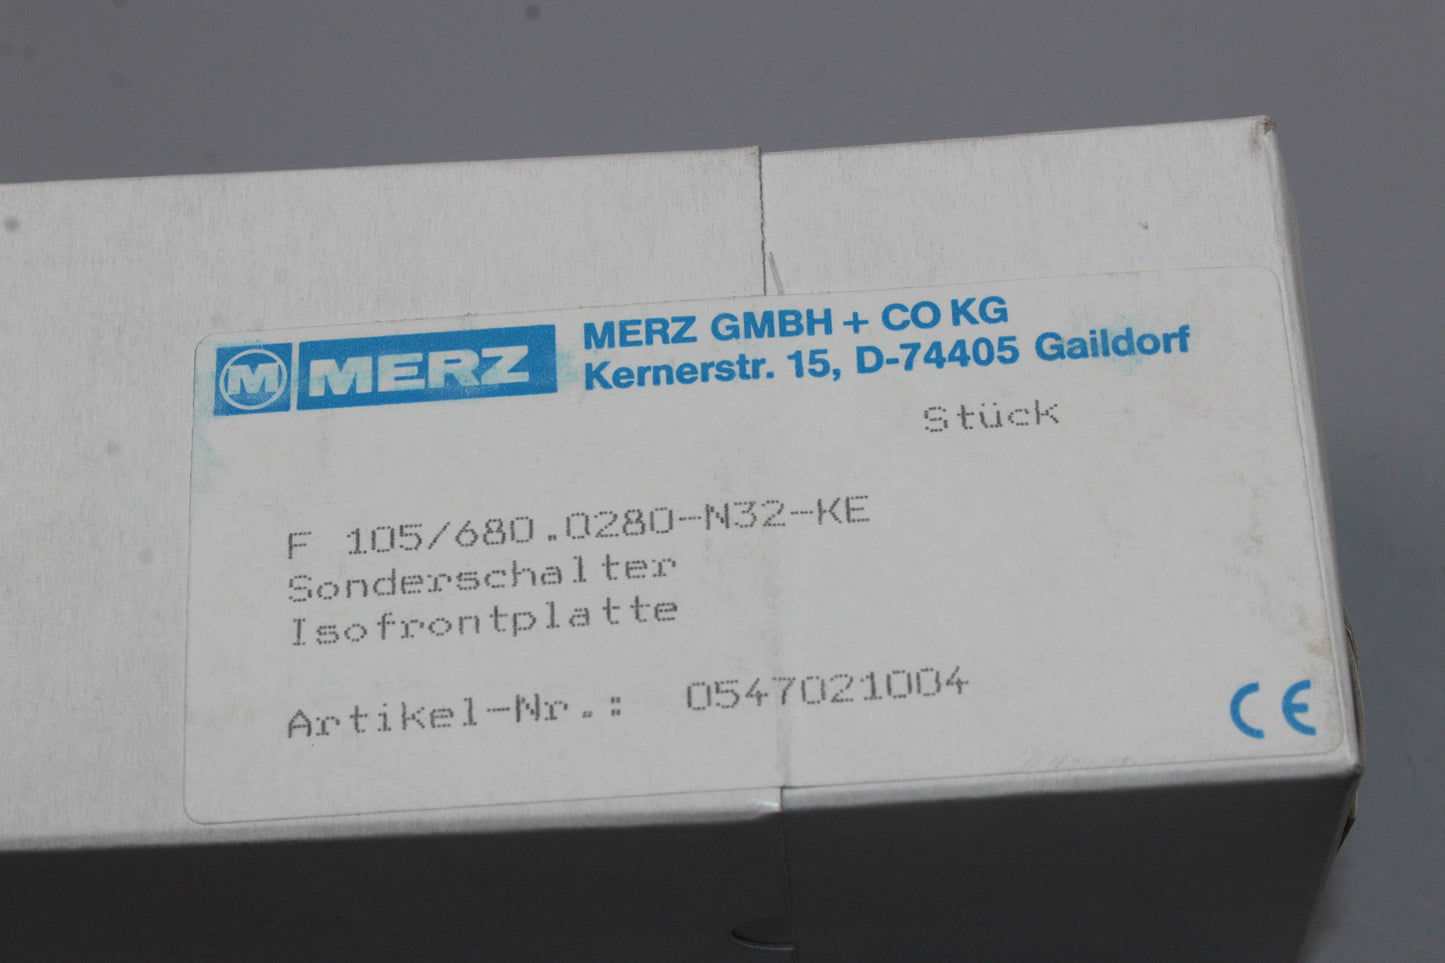 M MERZ
MERZ GMBH + CO KG
Kernerstr. 15, D-74405 Gaildorf
Stück
F 105/680.0280-N32-KE
Sonderschalter
Isofrontplatte
Artikel-Nr.: 0547021004
CE